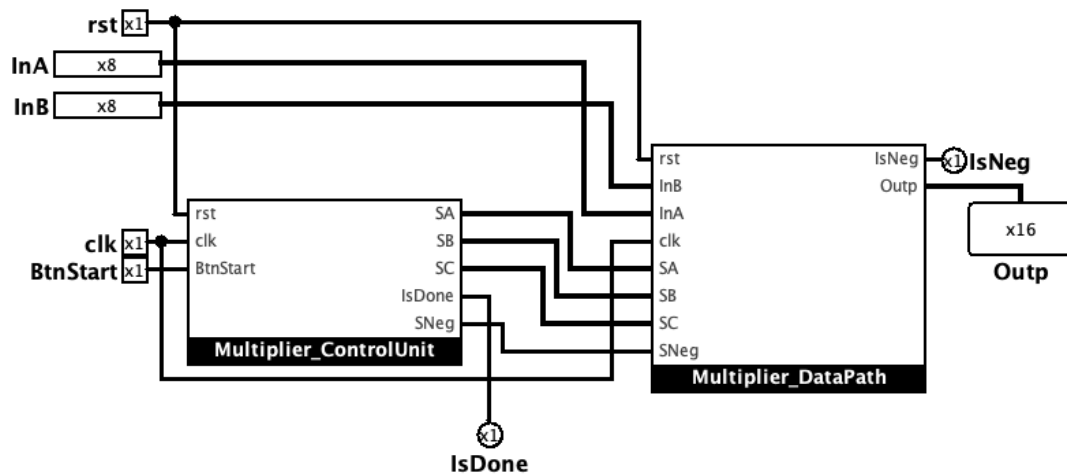 rst x1
InA x8
InB x8
rst IsNeg x1 IsNeg
InB Outp
InA
clk
SA
SB
SC
SNeg
Multiplier_DataPath
x16
Outp
clk x1
BtnStart x1
rst SA
clk SB
BtnStart SC
IsDone
SNeg
Multiplier_ControlUnit
x1
IsDone